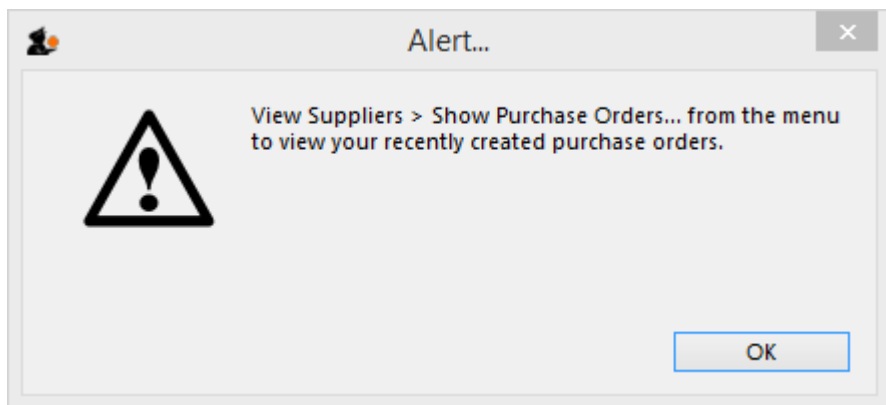 Alert...
View Suppliers > Show Purchase Orders... from the menu
to view your recently created purchase orders.
OK